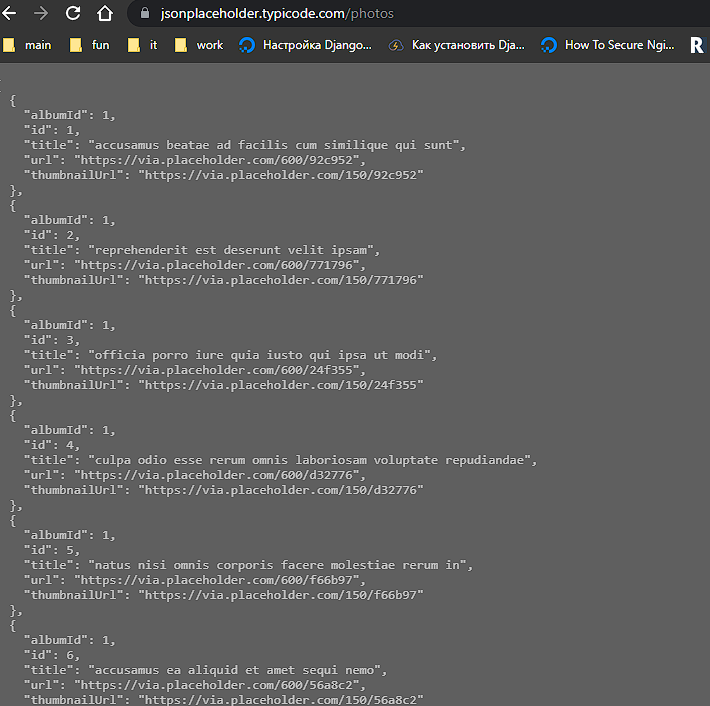 jsonplaceholder.typicode.com/photos
main fun it work Настройка Django... Как установить Dja... How To Secure Ngi... R
[
{
"albumId": 1,
"id": 1,
"title": "accusamus beatae ad facilis cum similique qui sunt",
"url": "https://via.placeholder.com/600/92c952",
"thumbnailUrl": "https://via.placeholder.com/150/92c952"
},
{
"albumId": 1,
"id": 2,
"title": "reprehenderit est deserunt velit ipsam",
"url": "https://via.placeholder.com/600/771796",
"thumbnailUrl": "https://via.placeholder.com/150/771796"
},
{
"albumId": 1,
"id": 3,
"title": "officia porro iure quia iusto qui ipsa ut modi",
"url": "https://via.placeholder.com/600/24f355",
"thumbnailUrl": "https://via.placeholder.com/150/24f355"
},
{
"albumId": 1,
"id": 4,
"title": "culpa odio esse rerum omnis laboriosam voluptate repudiandae",
"url": "https://via.placeholder.com/600/d32776",
"thumbnailUrl": "https://via.placeholder.com/150/d32776"
},
{
"albumId": 1,
"id": 5,
"title": "natus nisi omnis corporis facere molestiae rerum in",
"url": "https://via.placeholder.com/600/f66b97",
"thumbnailUrl": "https://via.placeholder.com/150/f66b97"
},
{
"albumId": 1,
"id": 6,
"title": "accusamus ea aliquid et amet sequi nemo",
"url": "https://via.placeholder.com/600/56a8c2",
"thumbnailUrl": "https://via.placeholder.com/150/56a8c2"